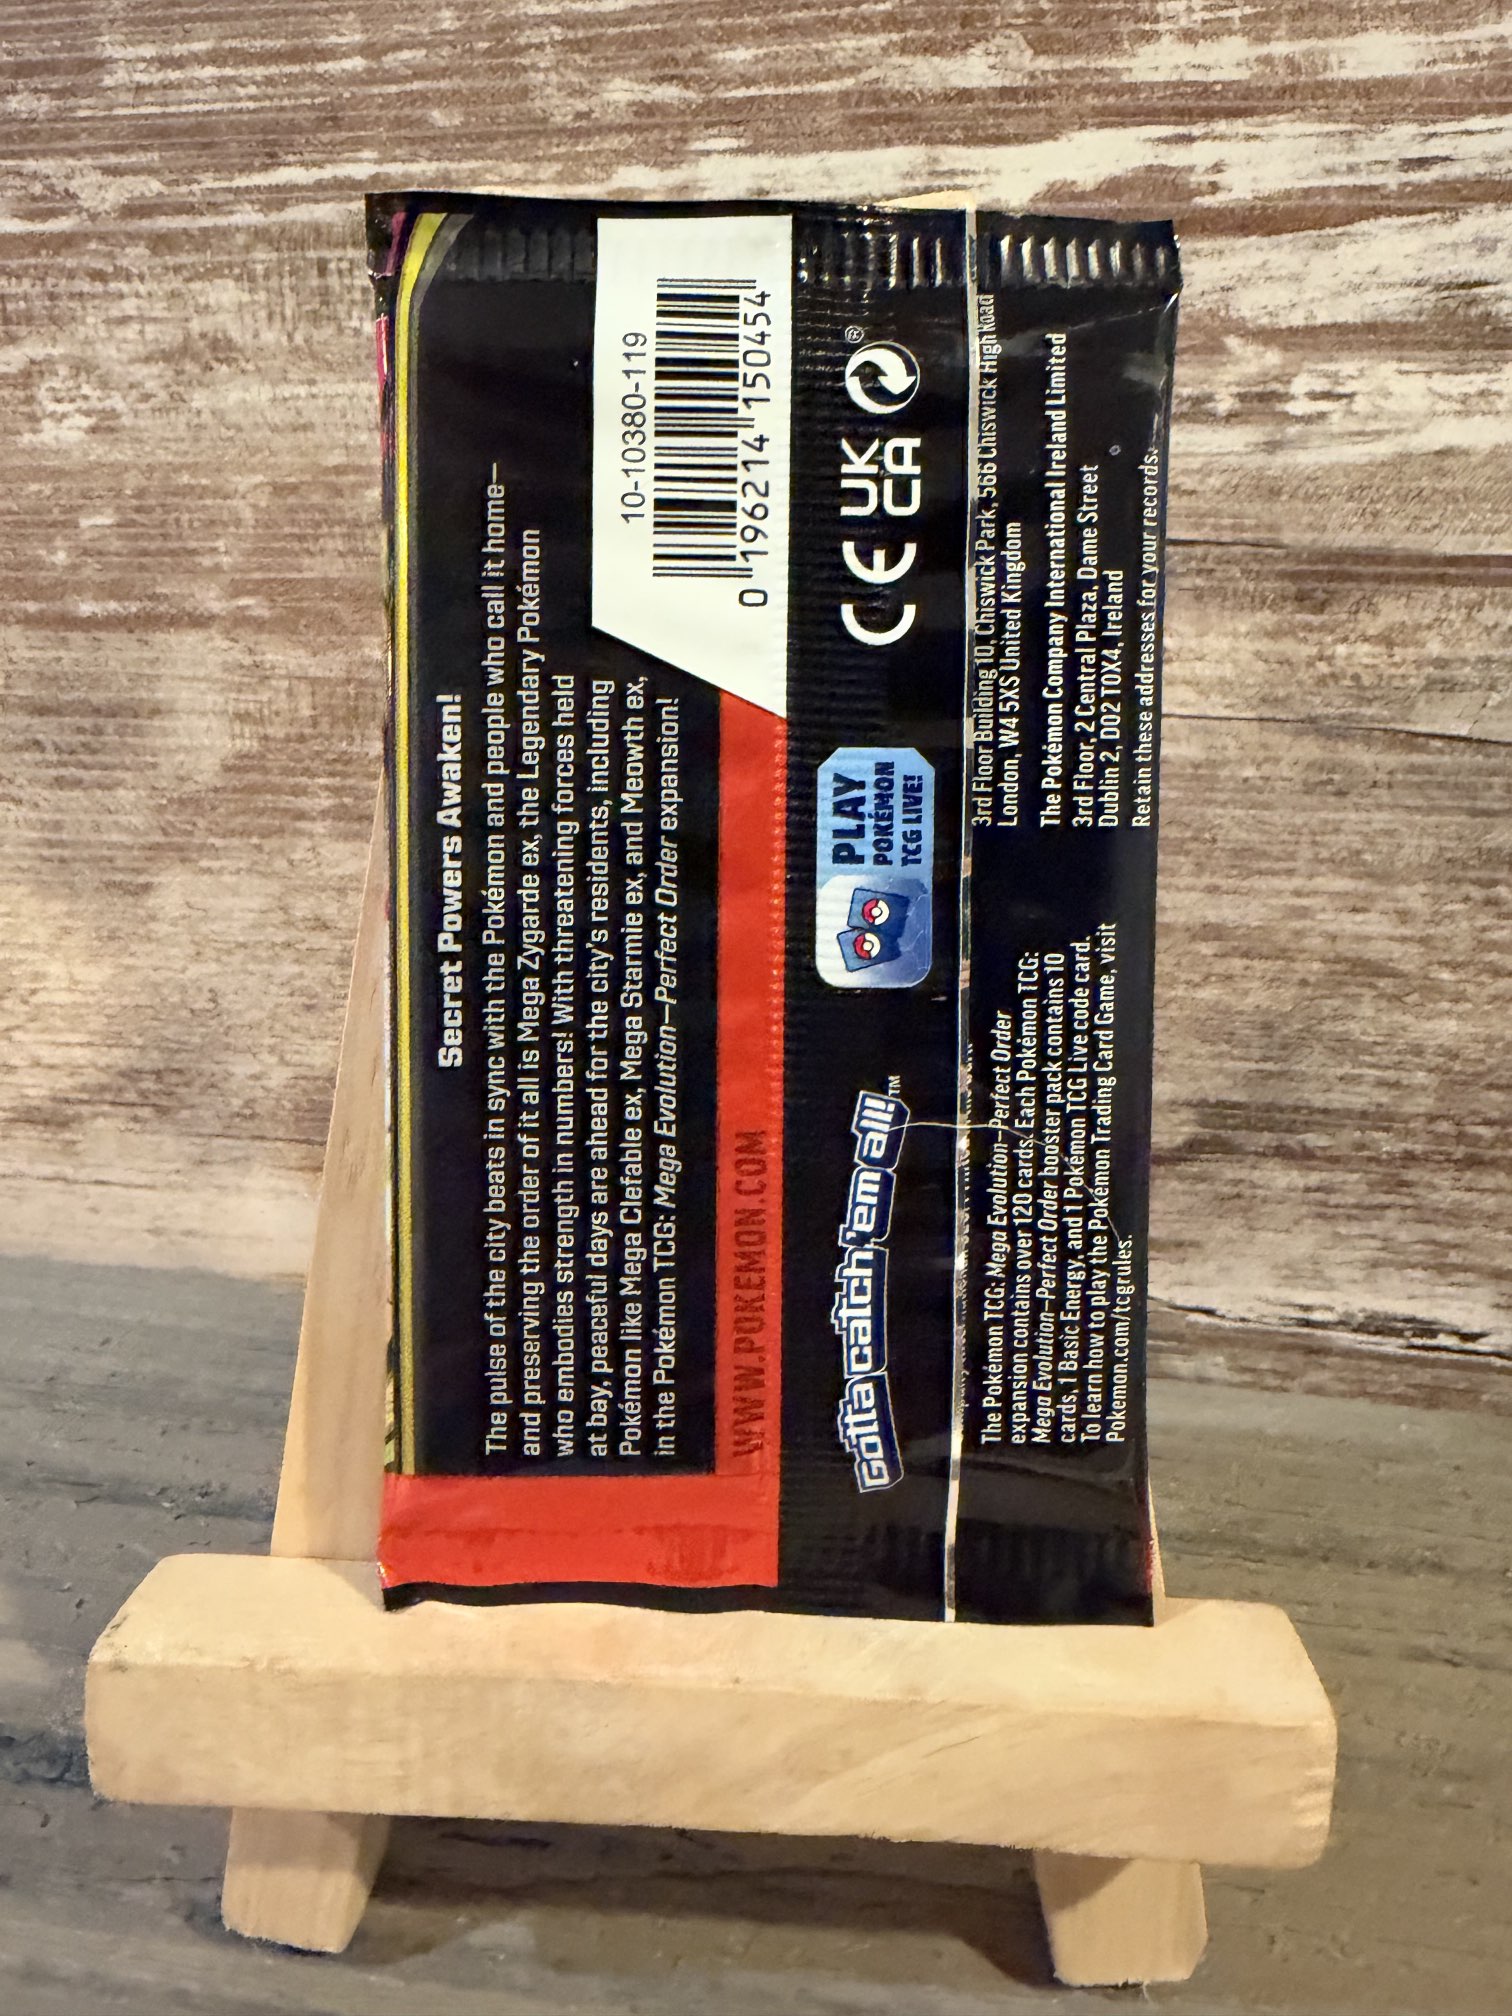 Secret Powers Awaken!
The pulse of the city beats in sync with the Pokémon and people who call it home—
and preserving the order of it all is Mega Zygarde ex, the Legendary Pokémon
who embodies strength in numbers! With threatening forces held
at bay, peaceful days are ahead for the city's residents, including
Pokémon like Mega Clefable ex, Mega Starmie ex, and Meowth ex,
in the Pokémon TCG: Mega Evolution—Perfect Order expansion!
10-10380-119
0 196214 150454
WWW.POKEMON.COM
Gotta catch 'em all!™
PLAY
POKÉMON
TCG LIVE!
CE UK
CA
®
The Pokémon TCG: Mega Evolution—Perfect Order
expansion contains over 120 cards. Each Pokémon TCG:
Mega Evolution—Perfect Order booster pack contains 10
cards, 1 Basic Energy, and 1 Pokémon TCG Live code card.
To learn how to play the Pokémon Trading Card Game, visit
Pokemon.com/tcgrules.
3rd Floor Building 10, Chiswick Park, 566 Chiswick High Road
London, W4 5XS United Kingdom
The Pokémon Company International Ireland Limited
3rd Floor, 2 Central Plaza, Dame Street
Dublin 2, D02 T0X4, Ireland
Retain these addresses for your records.